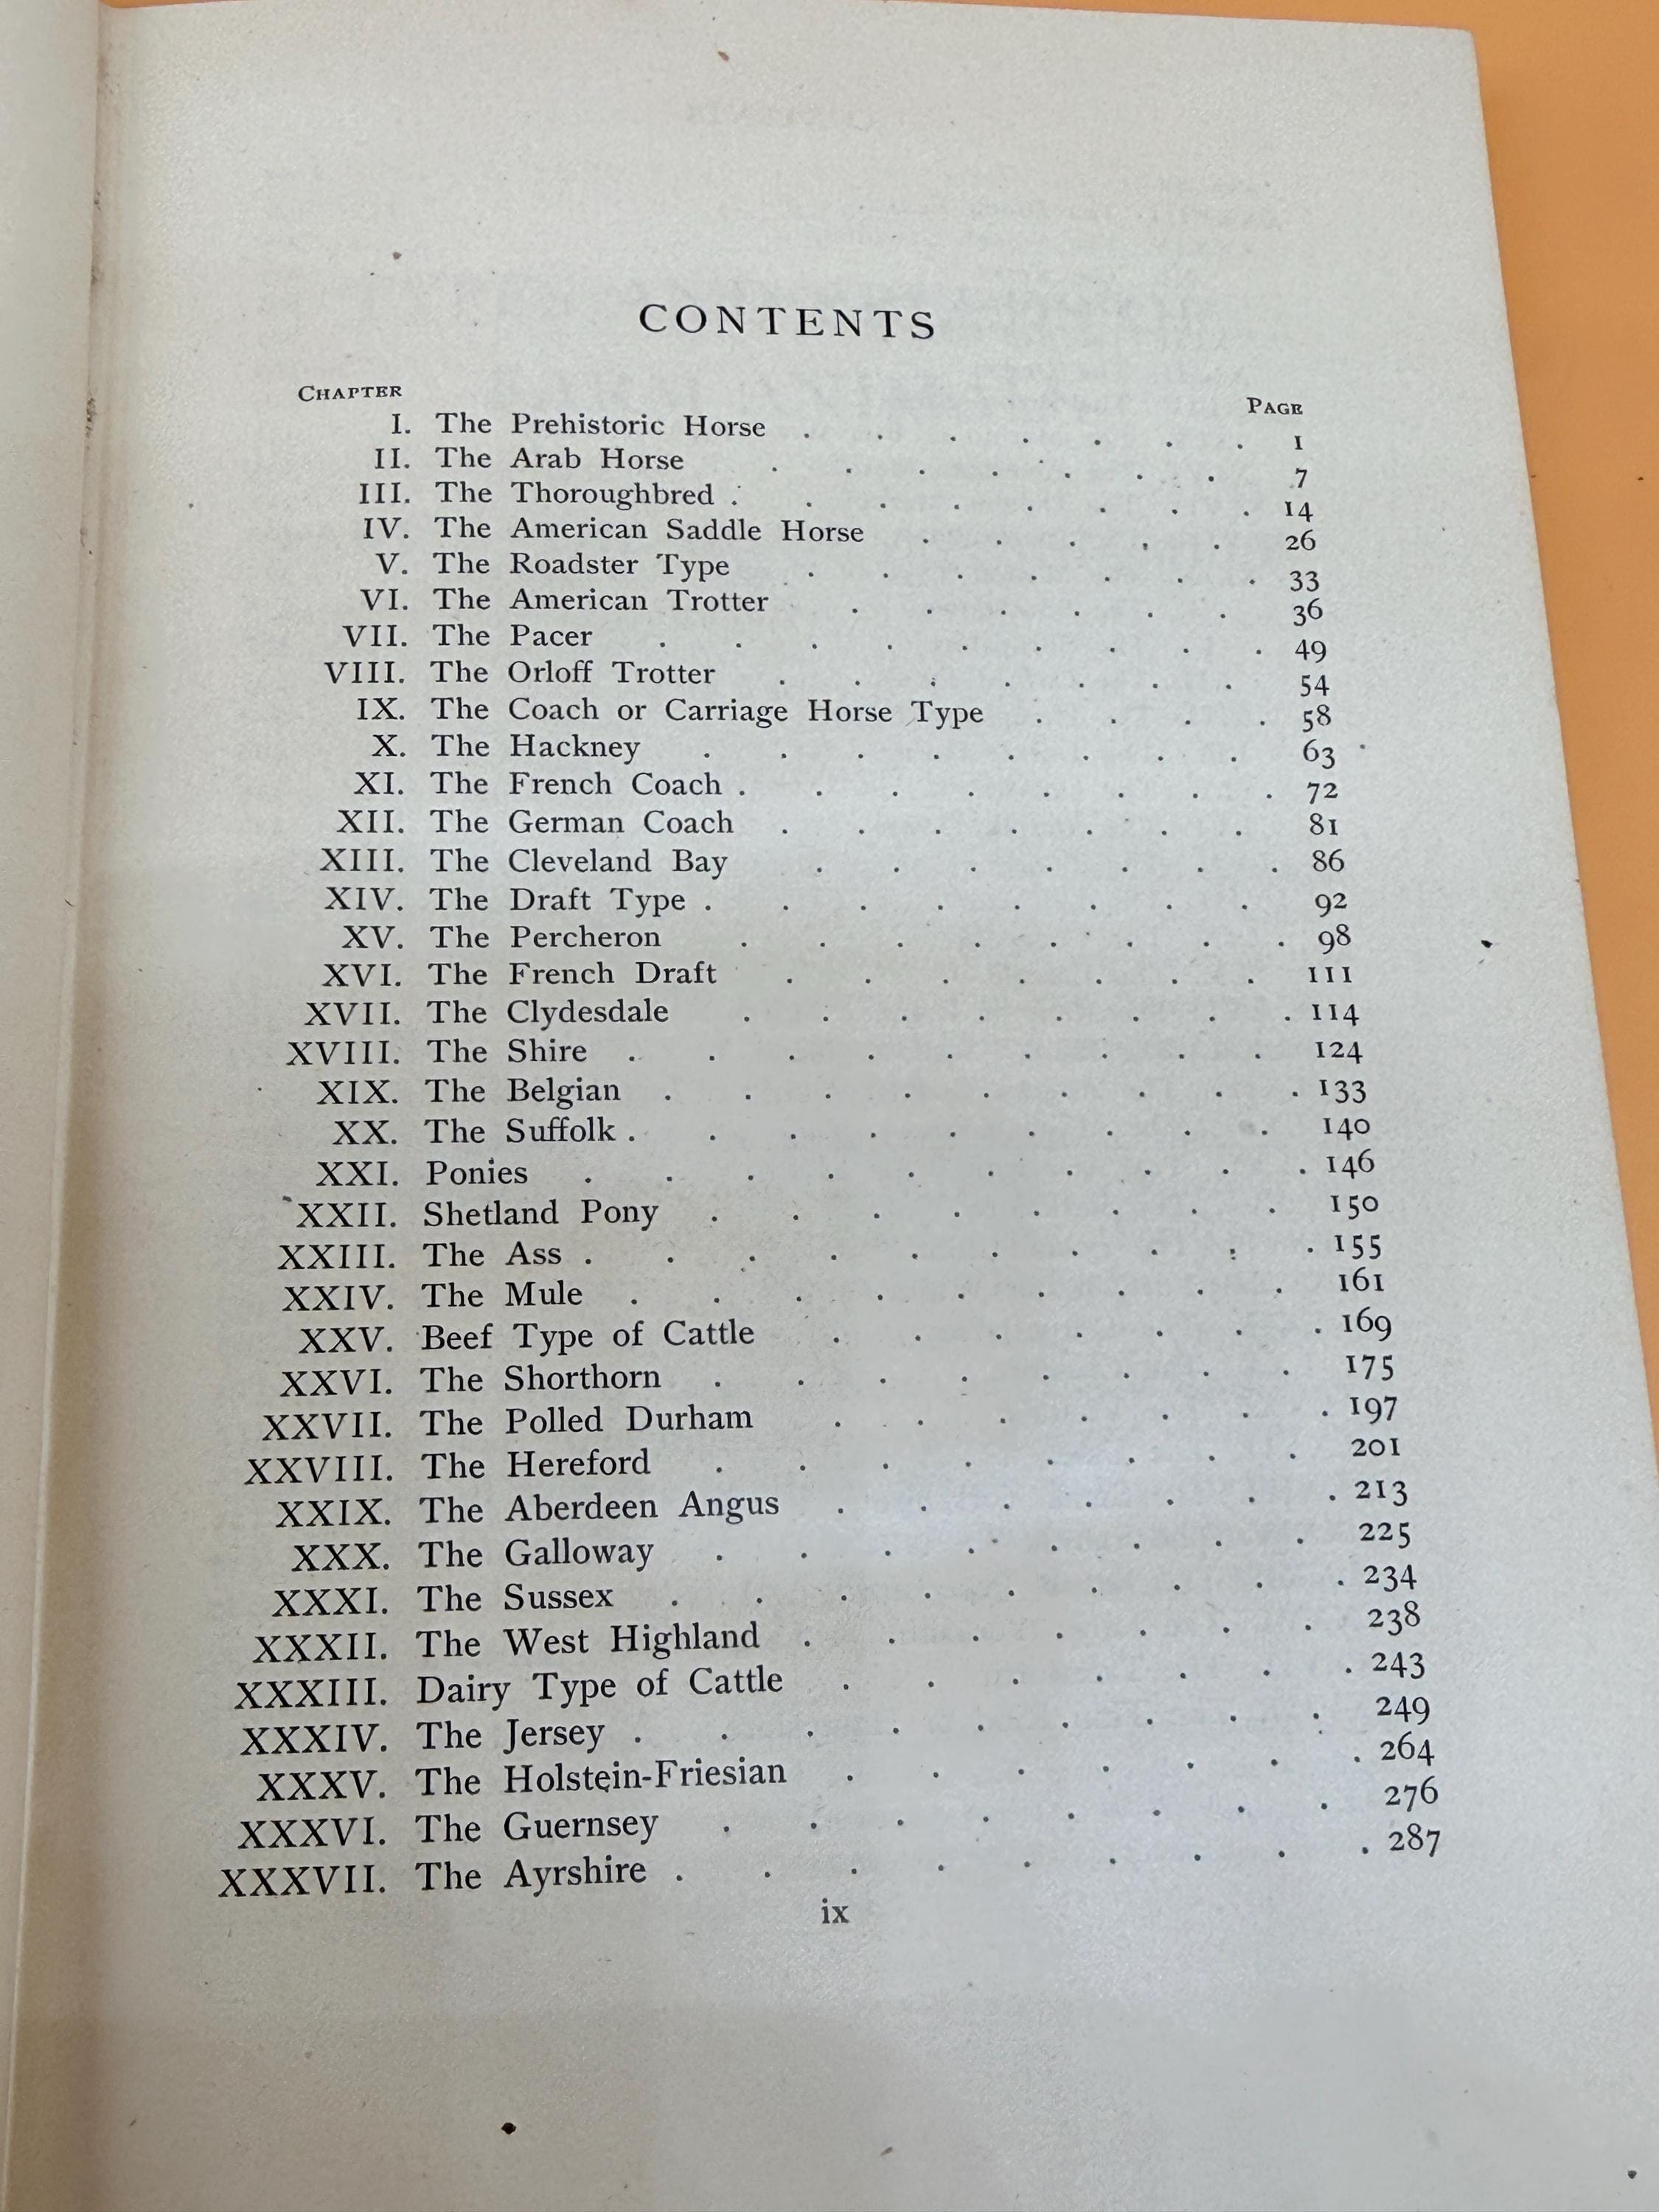 CONTENTS
CHAPTER PAGE
I. The Prehistoric Horse . . . . . . . 1
II. The Arab Horse . . . . . . . 7
III. The Thoroughbred . . . . . . . . 14
IV. The American Saddle Horse . . . . . 26
V. The Roadster Type . . . . . . . 33
VI. The American Trotter . . . . . . 36
VII. The Pacer . . . . . . . . . 49
VIII. The Orloff Trotter . . . . . . . 54
IX. The Coach or Carriage Horse Type . . . . 58
X. The Hackney . . . . . . . . 63
XI. The French Coach . . . . . . . . 72
XII. The German Coach . . . . . . . 81
XIII. The Cleveland Bay . . . . . . . 86
XIV. The Draft Type . . . . . . . . 92
XV. The Percheron . . . . . . . . 98
XVI. The French Draft . . . . . . . 111
XVII. The Clydesdale . . . . . . . . 114
XVIII. The Shire . . . . . . . . . 124
XIX. The Belgian . . . . . . . . . 133
XX. The Suffolk . . . . . . . . . 140
XXI. Ponies . . . . . . . . . . 146
XXII. Shetland Pony . . . . . . . . 150
XXIII. The Ass . . . . . . . . . . 155
XXIV. The Mule . . . . . . . . . 161
XXV. Beef Type of Cattle . . . . . . . 169
XXVI. The Shorthorn . . . . . . . . 175
XXVII. The Polled Durham . . . . . . . 197
XXVIII. The Hereford . . . . . . . . 201
XXIX. The Aberdeen Angus . . . . . . . 213
XXX. The Galloway . . . . . . . . 225
XXXI. The Sussex . . . . . . . . . 234
XXXII. The West Highland . . . . . . . 238
XXXIII. Dairy Type of Cattle . . . . . . . 243
XXXIV. The Jersey . . . . . . . . . 249
XXXV. The Holstein-Friesian . . . . . . . 264
XXXVI. The Guernsey . . . . . . . . 276
XXXVII. The Ayrshire . . . . . . . . . 287
ix